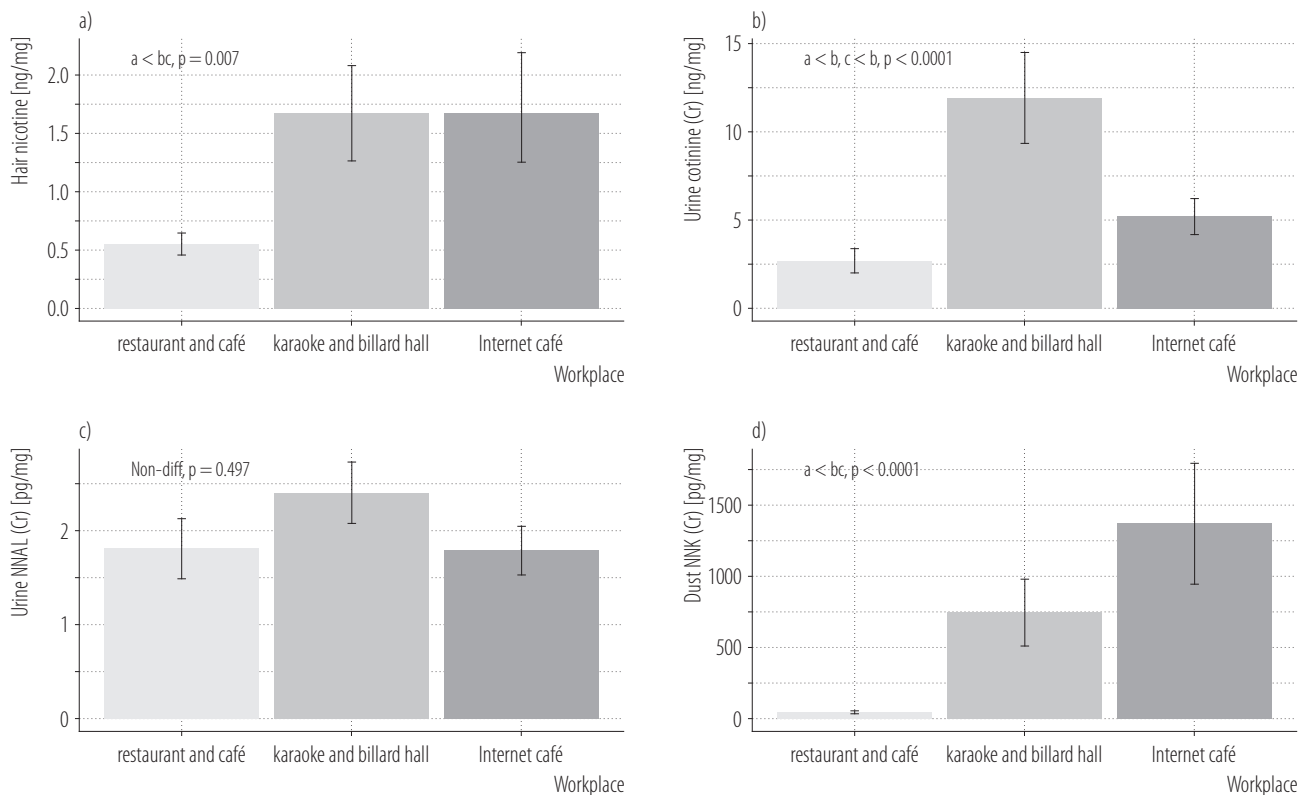 a)
Hair nicotine [ng/mg]
a < bc, p = 0.007
2.0
1.5
1.0
0.5
0.0
restaurant and café karaoke and billard hall Internet café
Workplace
b)
Urine cotinine (Cr) [ng/mg]
a < b, c < b, p < 0.0001
15
10
5
0
restaurant and café karaoke and billard hall Internet café
Workplace
c)
Urine NNAL (Cr) [pg/mg]
Non-diff, p = 0.497
2
1
0
restaurant and café karaoke and billard hall Internet café
Workplace
d)
Dust NNK (Cr) [pg/mg]
a < bc, p < 0.0001
1500
1000
500
0
restaurant and café karaoke and billard hall Internet café
Workplace